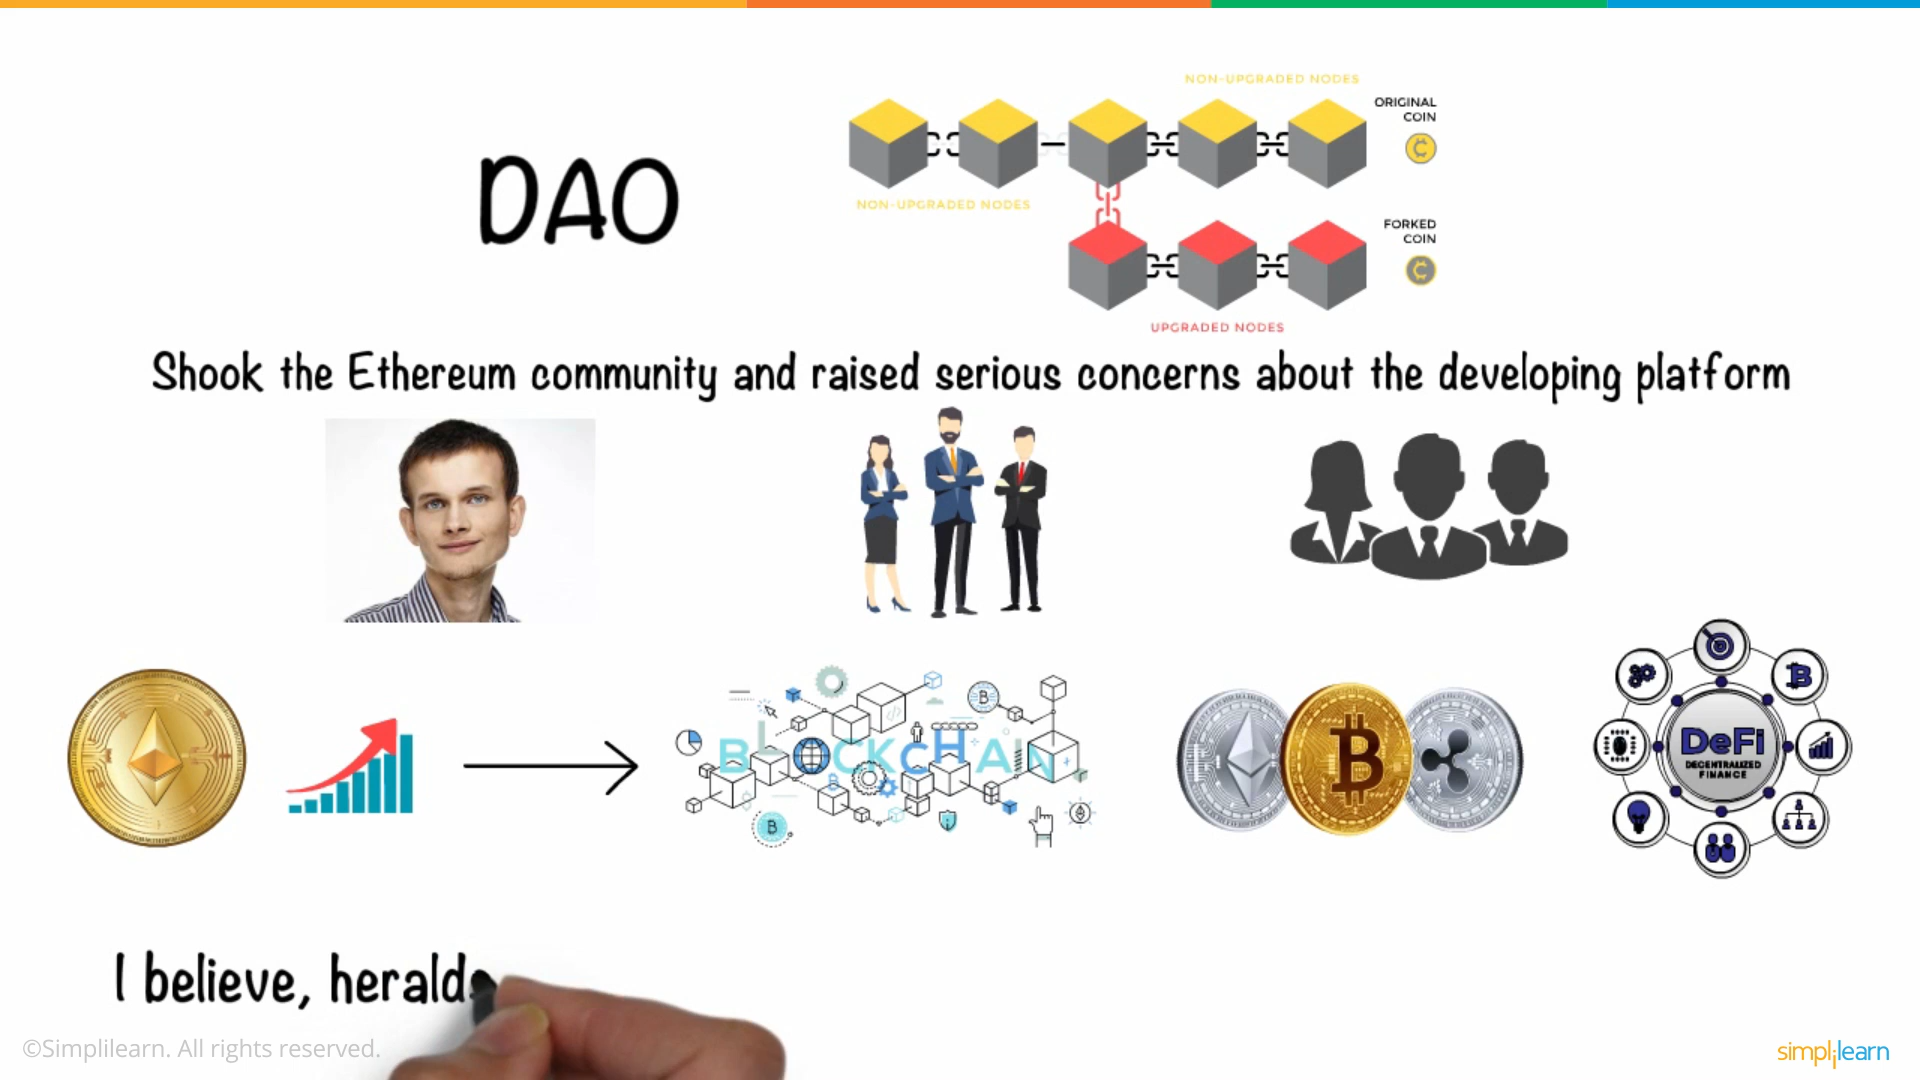 NON-UPGRADED NODES
ORIGINAL
COIN
DAO
NON-UPGRADED NODES
FORKED
COIN
UPGRADED NODES
Shook the Ethereum community and raised serious concerns about the developing platform
BLOCKCHAIN
DeFi
DECENTRALIZED
FINANCE
I believe, heralds
©Simplilearn. All rights reserved.
simplilearn